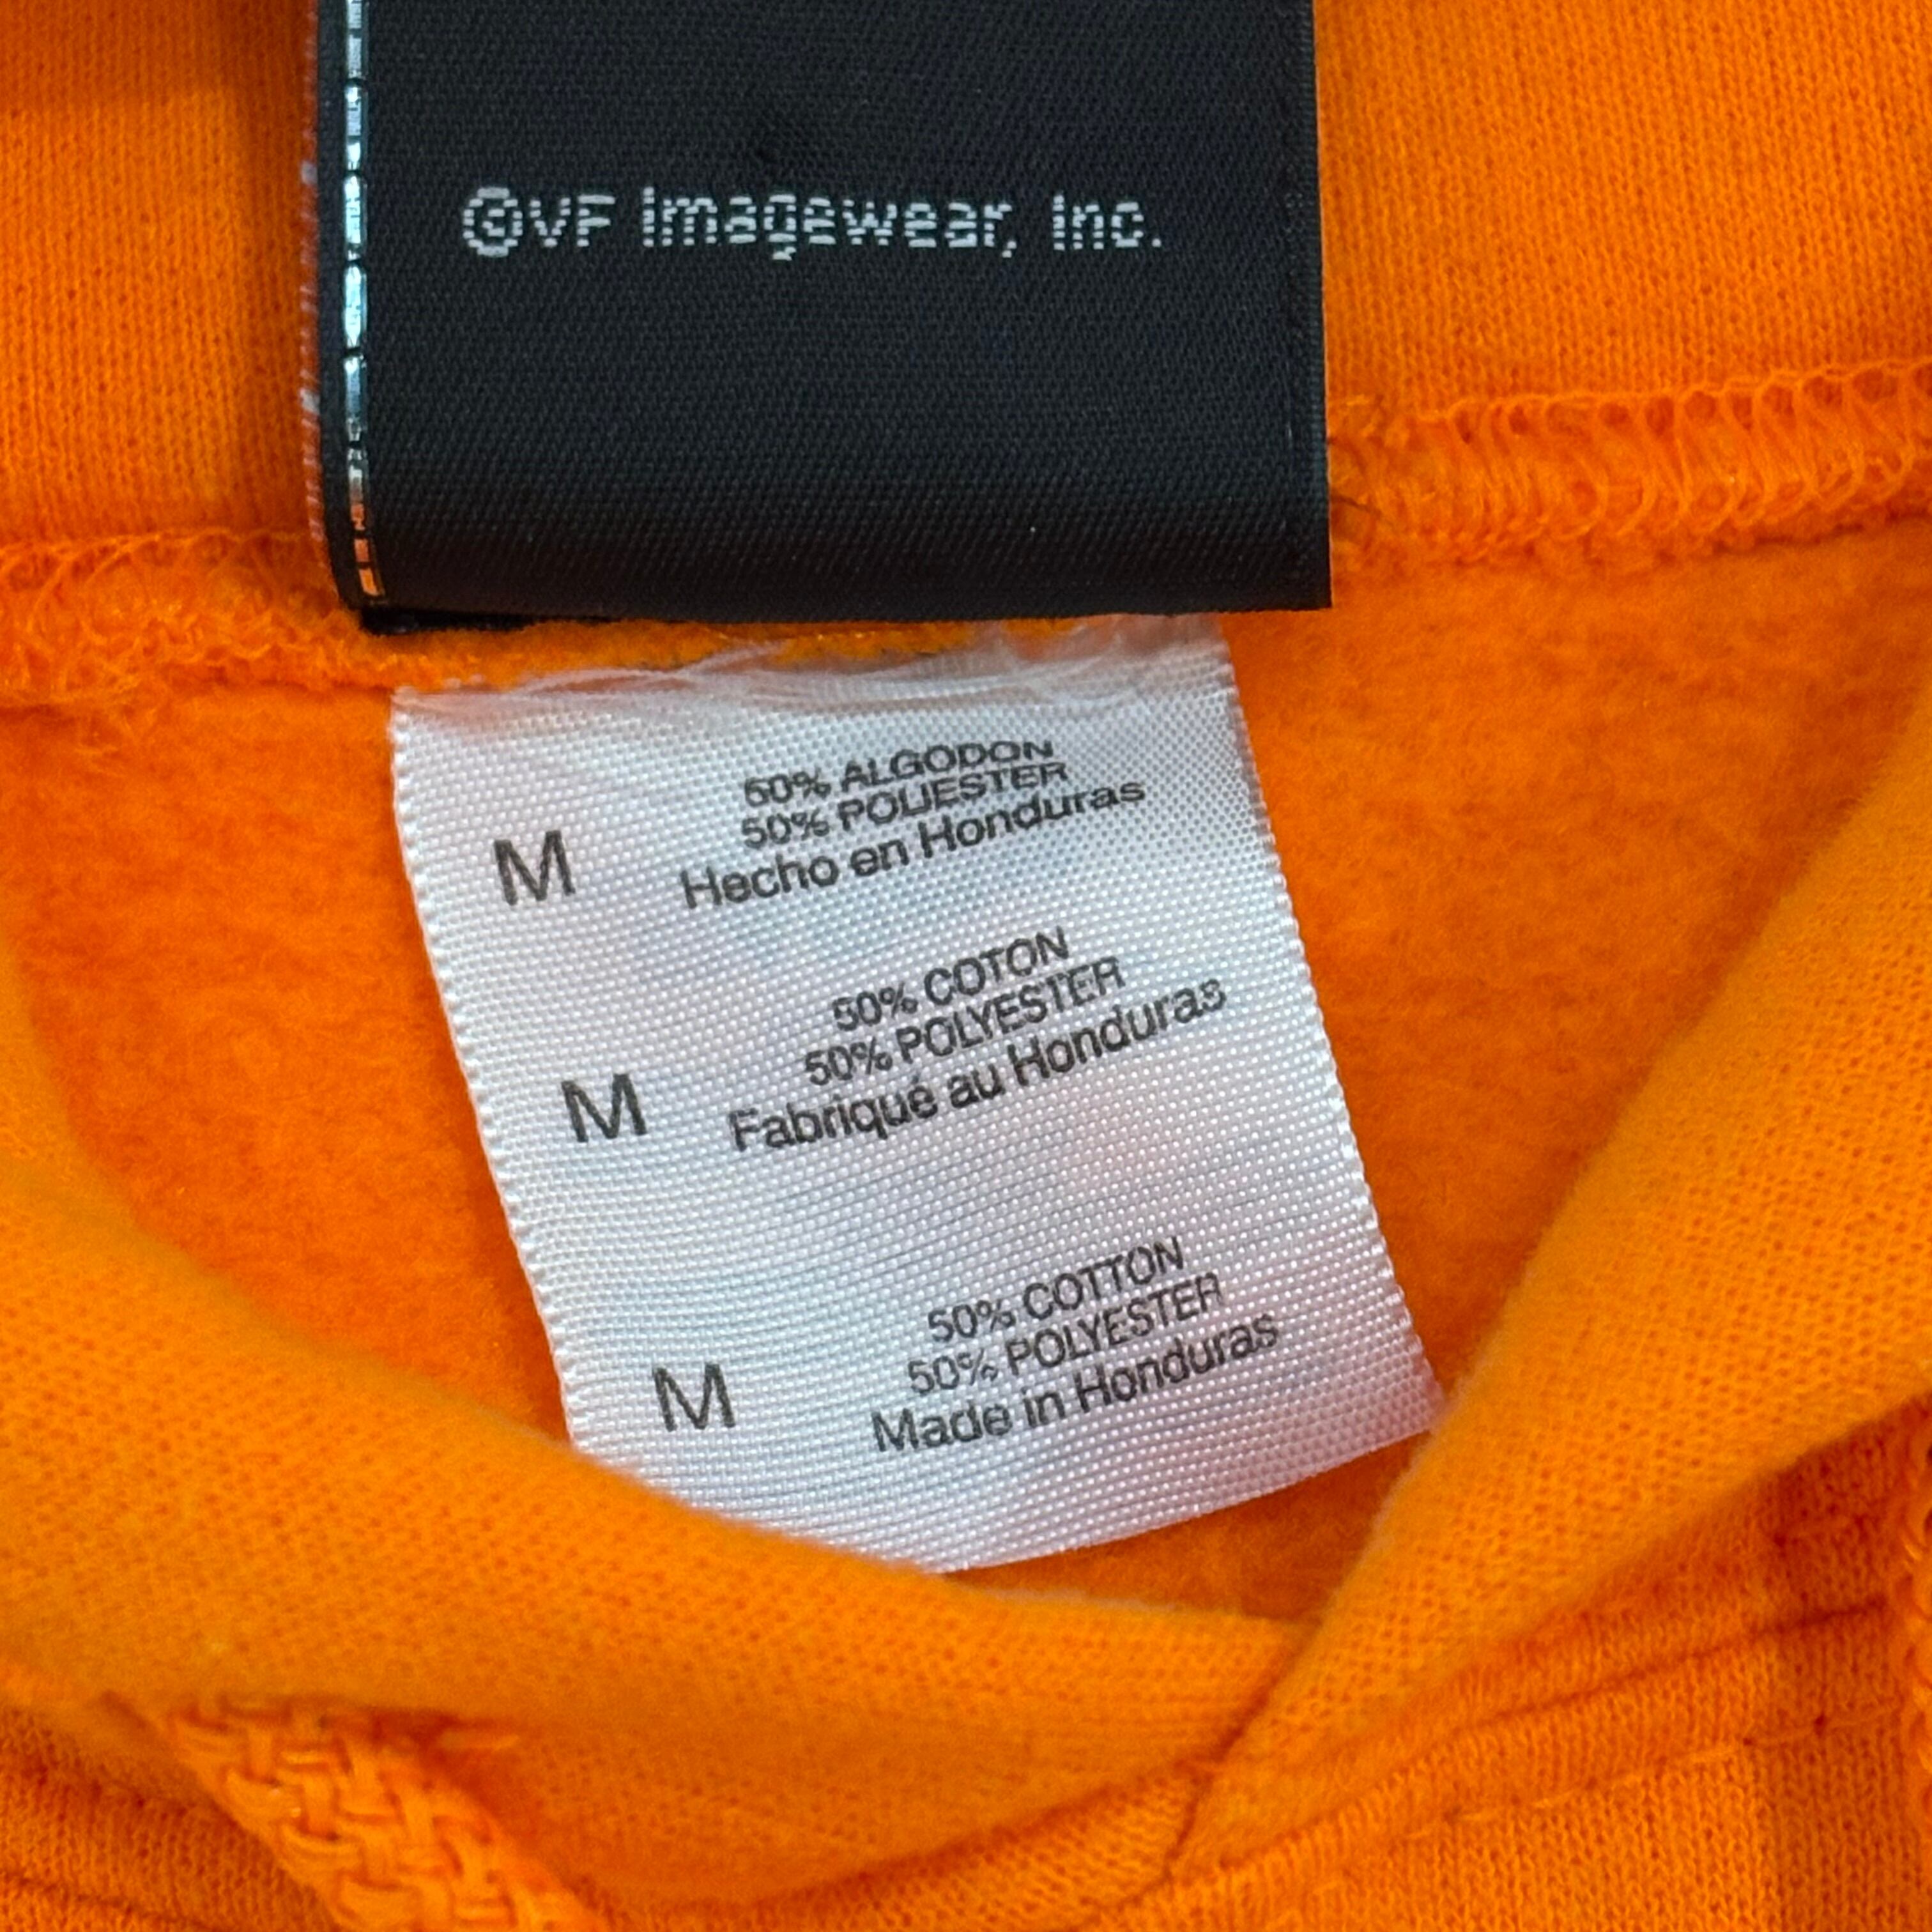 ©VF Imagewear, Inc.
M
50% ALGODON
50% POLIESTER
Hecho en Honduras
M
50% COTON
50% POLYESTER
Fabriqué au Honduras
M
50% COTTON
50% POLYESTER
Made in Honduras